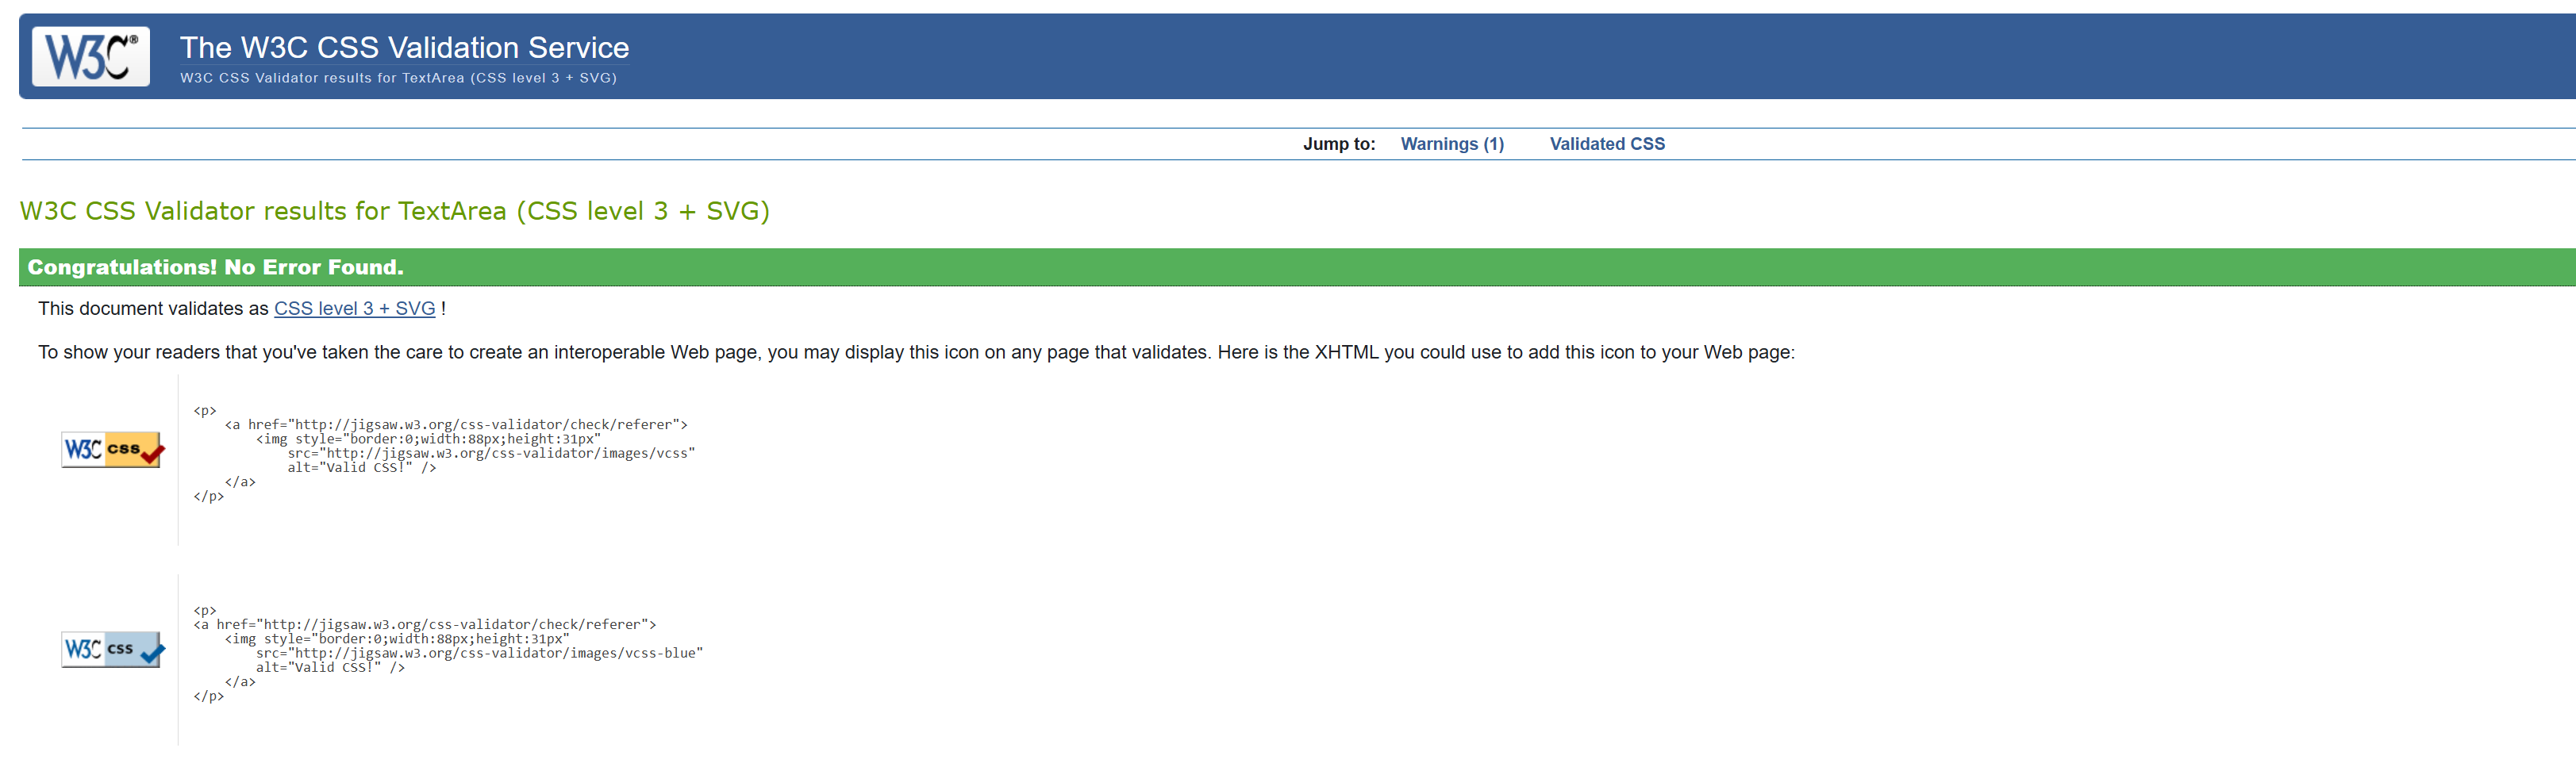 W3C®
The W3C CSS Validation Service
W3C CSS Validator results for TextArea (CSS level 3 + SVG)
Jump to: Warnings (1) Validated CSS
W3C CSS Validator results for TextArea (CSS level 3 + SVG)
Congratulations! No Error Found.
This document validates as CSS level 3 + SVG !
To show your readers that you've taken the care to create an interoperable Web page, you may display this icon on any page that validates. Here is the XHTML you could use to add this icon to your Web page:
W3C css
<p>
    <a href="http://jigsaw.w3.org/css-validator/check/referer">
        <img style="border:0;width:88px;height:31px"
            src="http://jigsaw.w3.org/css-validator/images/vcss"
            alt="Valid CSS!" />
    </a>
</p>
W3C css
<p>
<a href="http://jigsaw.w3.org/css-validator/check/referer">
    <img style="border:0;width:88px;height:31px"
        src="http://jigsaw.w3.org/css-validator/images/vcss-blue"
        alt="Valid CSS!" />
    </a>
</p>